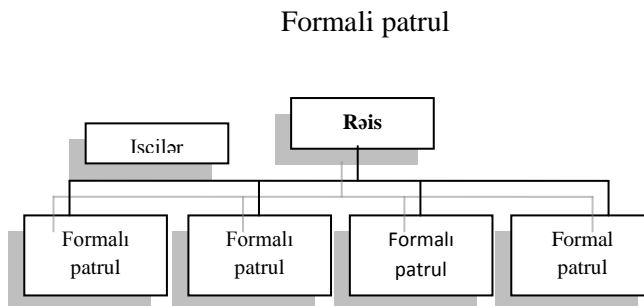 Formali patrul
Rəis
Iscilər
Formalı
patrul
Formalı
patrul
Formalı
patrul
Formal
patrul